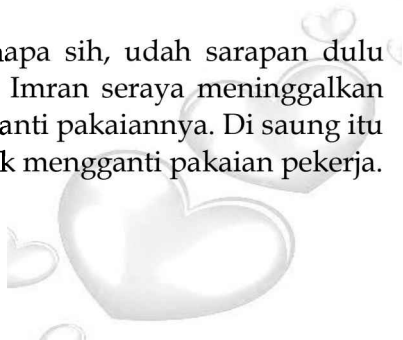 apa sih, udah sarapan dulu
Imran seraya meninggalkan
anti pakaiannya. Di saung itu
k mengganti pakaian pekerja.